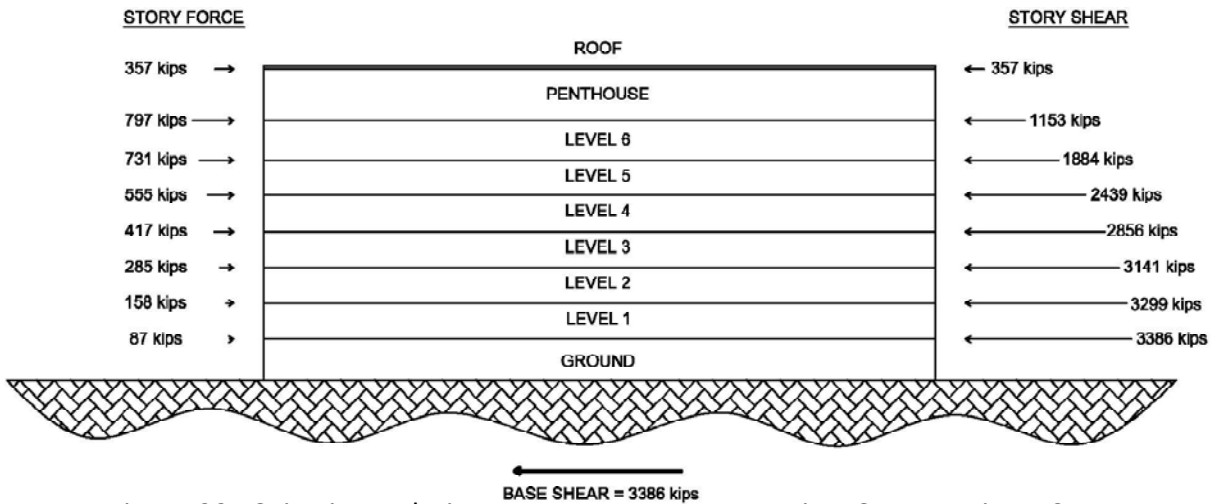 STORY FORCE
STORY SHEAR
ROOF
357 kips
357 kips
PENTHOUSE
797 kips
1153 kips
LEVEL 6
731 kips
1884 kips
LEVEL 5
555 kips
2439 kips
LEVEL 4
417 kips
2856 kips
LEVEL 3
285 kips
3141 kips
LEVEL 2
158 kips
3299 kips
LEVEL 1
87 kips
3386 kips
GROUND
BASE SHEAR = 3386 kips